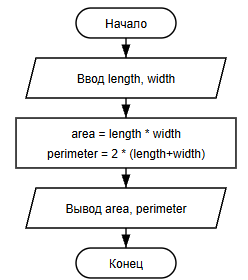 Начало
Ввод length, width
area = length * width
perimeter = 2 * (length+width)
Вывод area, perimeter
Конец